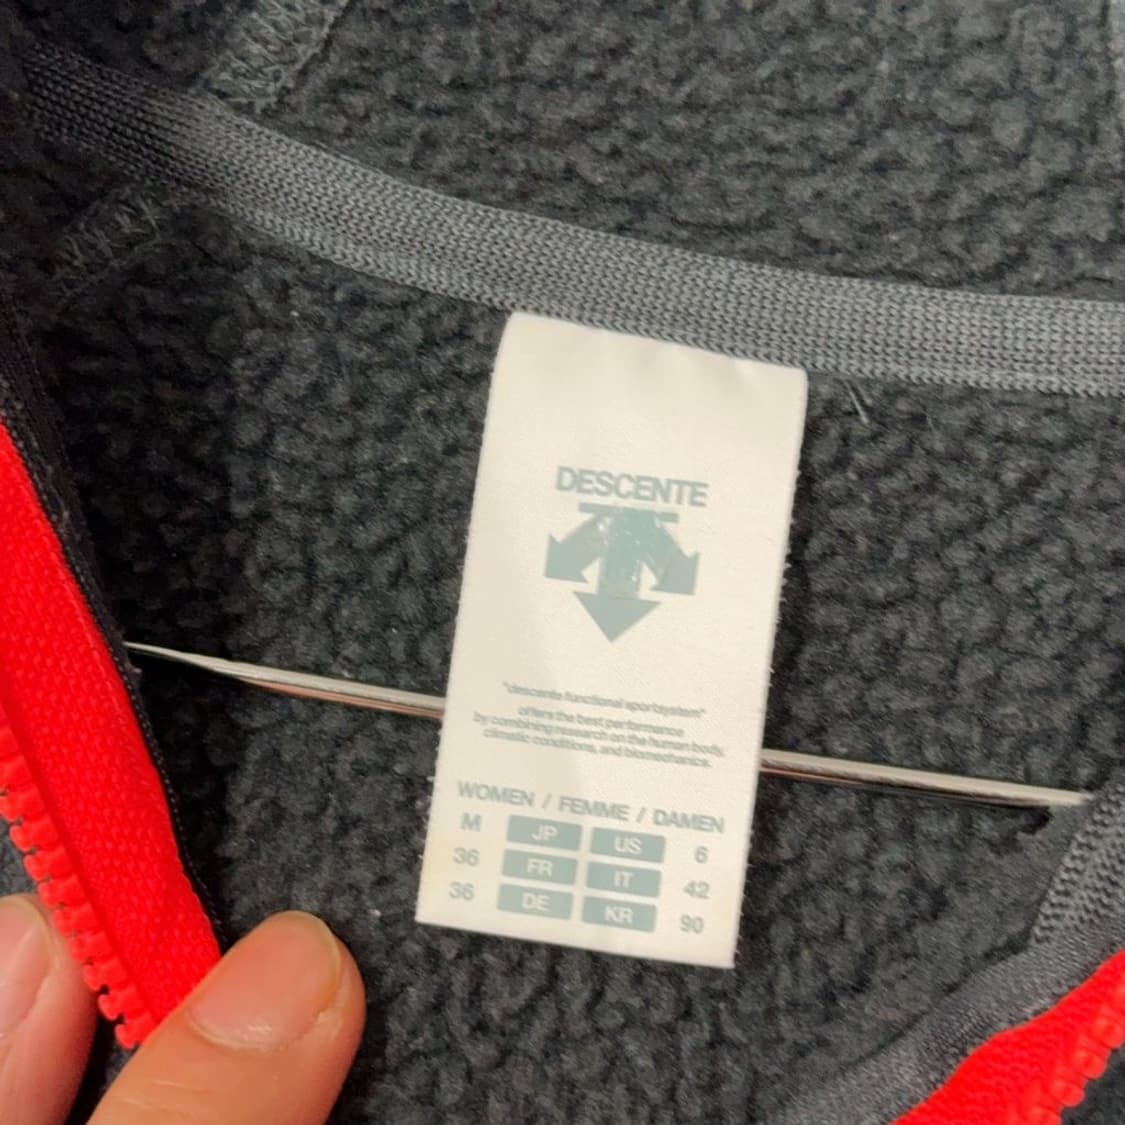 DESCENTE
"descente functional sportsystem"
offers the best performance
by combining research on the human body,
climatic conditions, and biomechanics.
WOMEN / FEMME / DAMEN
M JP US 6
36 FR IT 42
36 DE KR 90